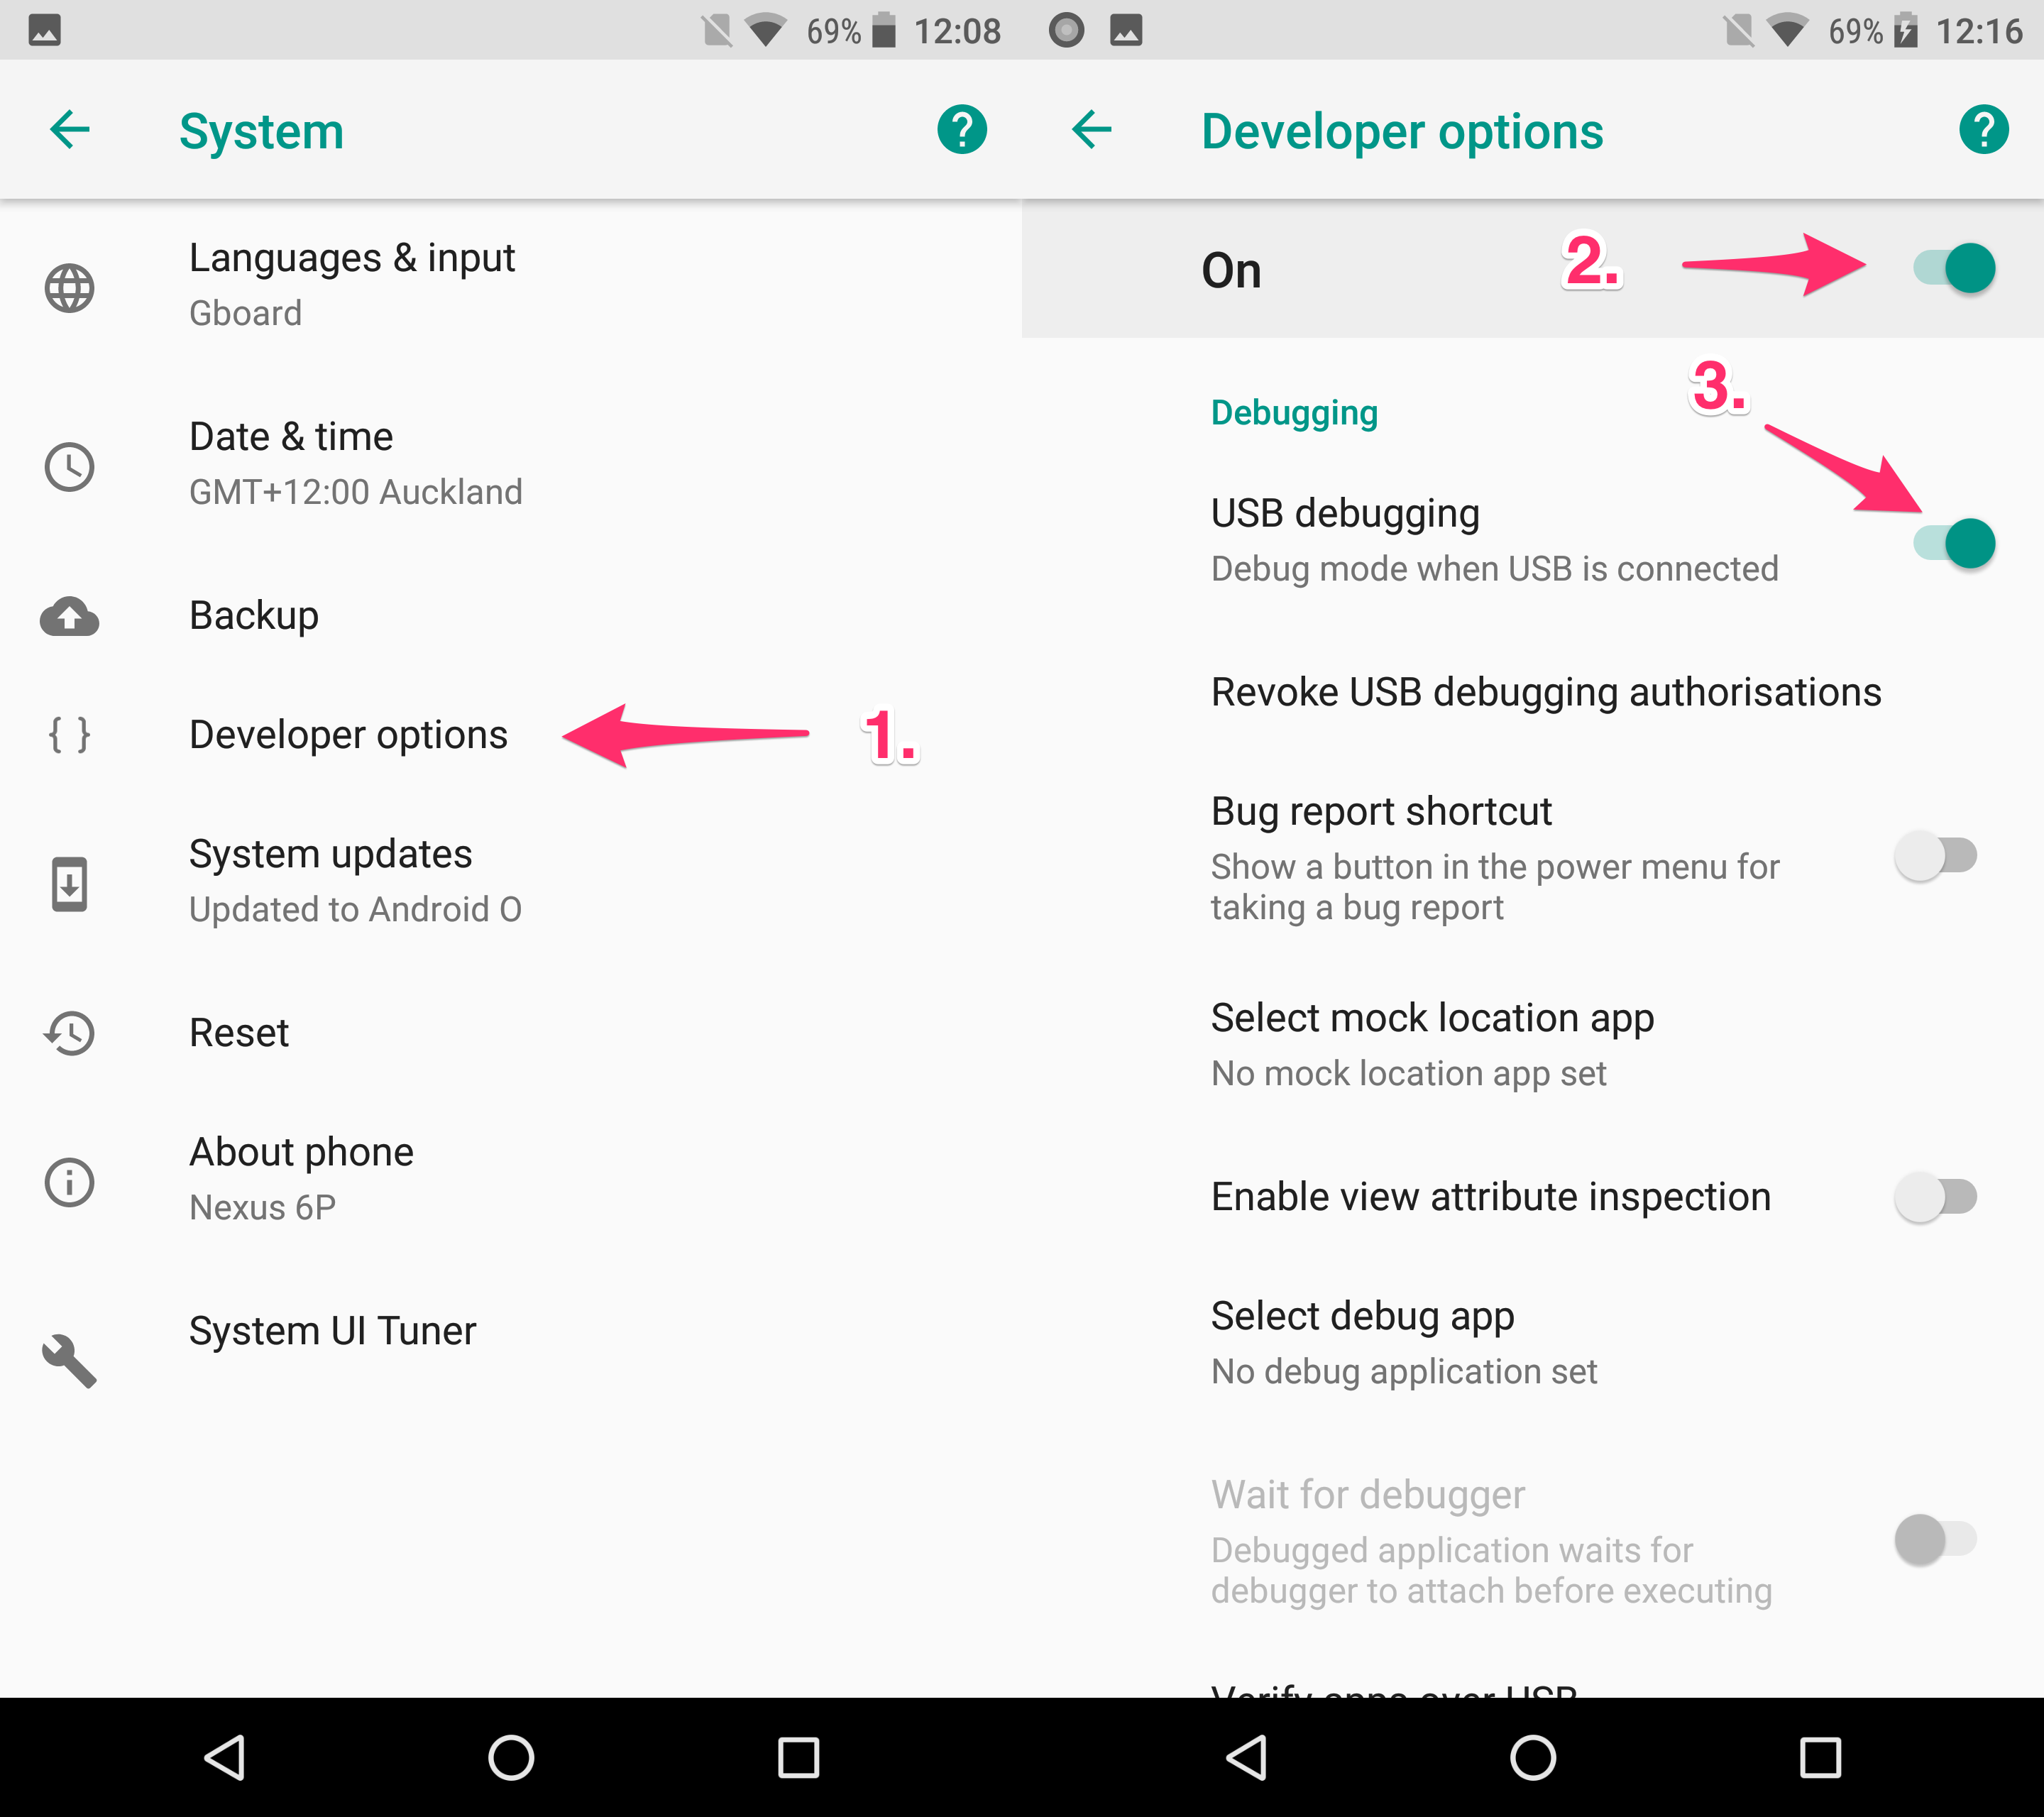 69% 12:08
System
Languages & input
Gboard
Date & time
GMT+12:00 Auckland
Backup
Developer options 1.
System updates
Updated to Android O
Reset
About phone
Nexus 6P
System UI Tuner
69% 12:16
Developer options
On 2.
3.
Debugging
USB debugging
Debug mode when USB is connected
Revoke USB debugging authorisations
Bug report shortcut
Show a button in the power menu for
taking a bug report
Select mock location app
No mock location app set
Enable view attribute inspection
Select debug app
No debug application set
Wait for debugger
Debugged application waits for
debugger to attach before executing
Verify apps over USB